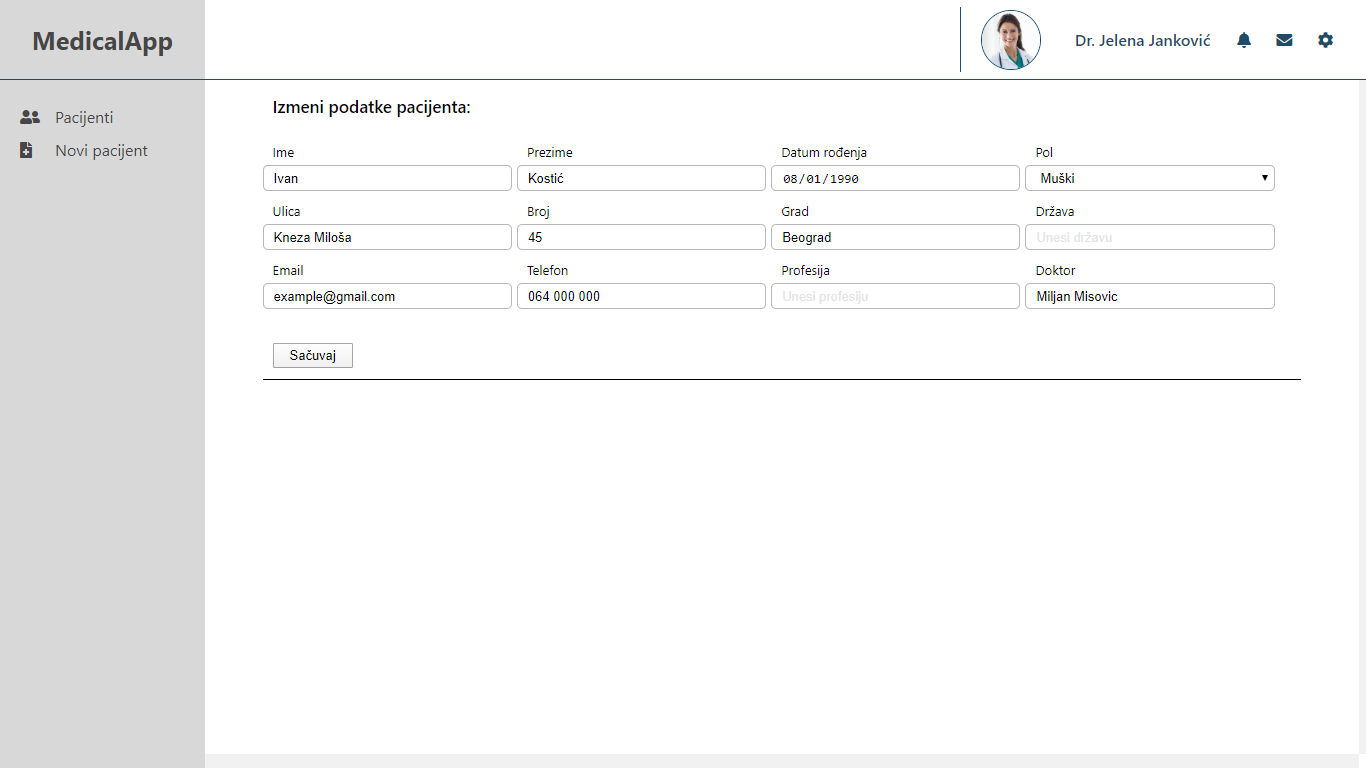 MedicalApp
Dr. Jelena Janković
Pacijenti
Novi pacijent
Izmeni podatke pacijenta:
Ime Prezime Datum rođenja Pol
Ivan Kostić 08/01/1990 Muški
Ulica Broj Grad Država
Kneza Miloša 45 Beograd Unesi državu
Email Telefon Profesija Doktor
example@gmail.com 064 000 000 Unesi profesiju Miljan Misovic
Sačuvaj